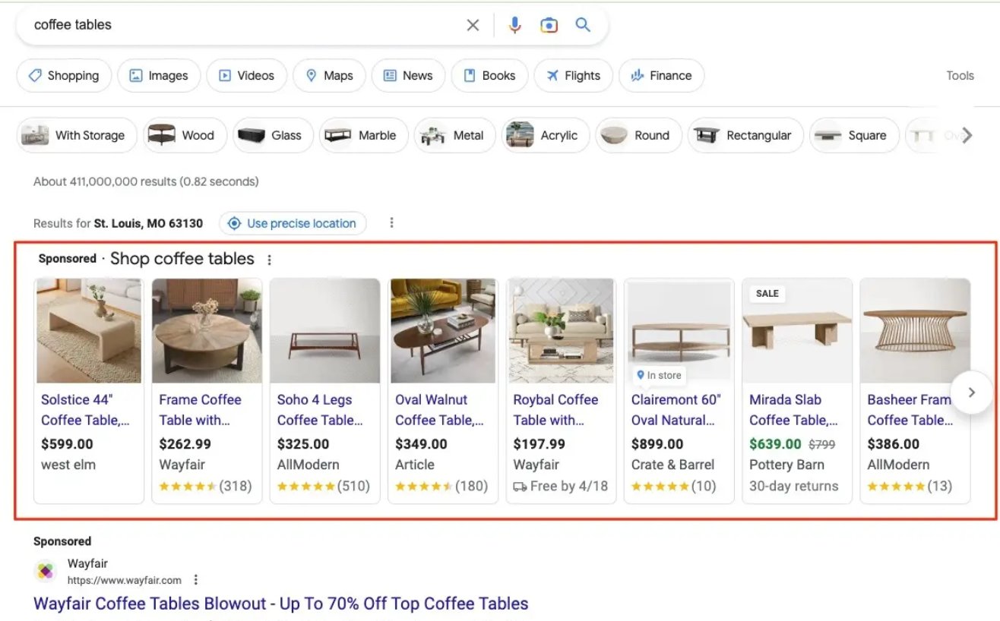 coffee tables
Shopping
Images
Videos
Maps
News
Books
Flights
Finance
Tools
With Storage
Wood
Glass
Marble
Metal
Acrylic
Round
Rectangular
Square
About 411,000,000 results (0.82 seconds)
Results for St. Louis, MO 63130
Use precise location
Sponsored · Shop coffee tables
Solstice 44"
Coffee Table,...
$599.00
west elm
Frame Coffee
Table with...
$262.99
Wayfair
(318)
Soho 4 Legs
Coffee Table...
$325.00
AllModern
(510)
Oval Walnut
Coffee Table,...
$349.00
Article
(180)
Roybal Coffee
Table with...
$197.99
Wayfair
Free by 4/18
In store
Clairemont 60"
Oval Natural...
$899.00
Crate & Barrel
(10)
SALE
Mirada Slab
Coffee Table,...
$639.00 $799
Pottery Barn
30-day returns
Basheer Fram
Coffee Table...
$386.00
AllModern
(13)
Sponsored
Wayfair
https://www.wayfair.com
Wayfair Coffee Tables Blowout - Up To 70% Off Top Coffee Tables